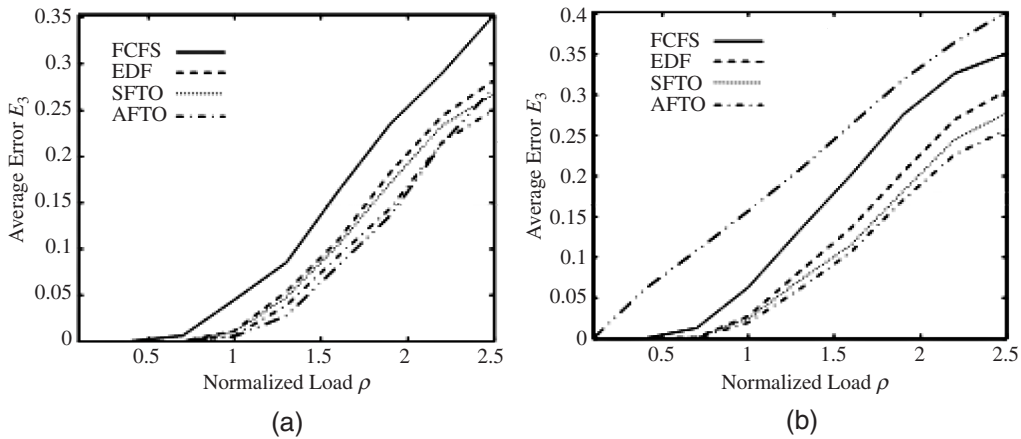 0.35
0.3
0.25
0.2
0.15
0.1
0.05
0
Average Error E₃
FCFS
EDF
SFTO
AFTO
0.5 1 1.5 2 2.5
Normalized Load ρ
(a)
0.4
0.35
0.3
0.25
0.2
0.15
0.1
0.05
0
Average Error E₃
FCFS
EDF
SFTO
AFTO
0.5 1 1.5 2 2.5
Normalized Load ρ
(b)